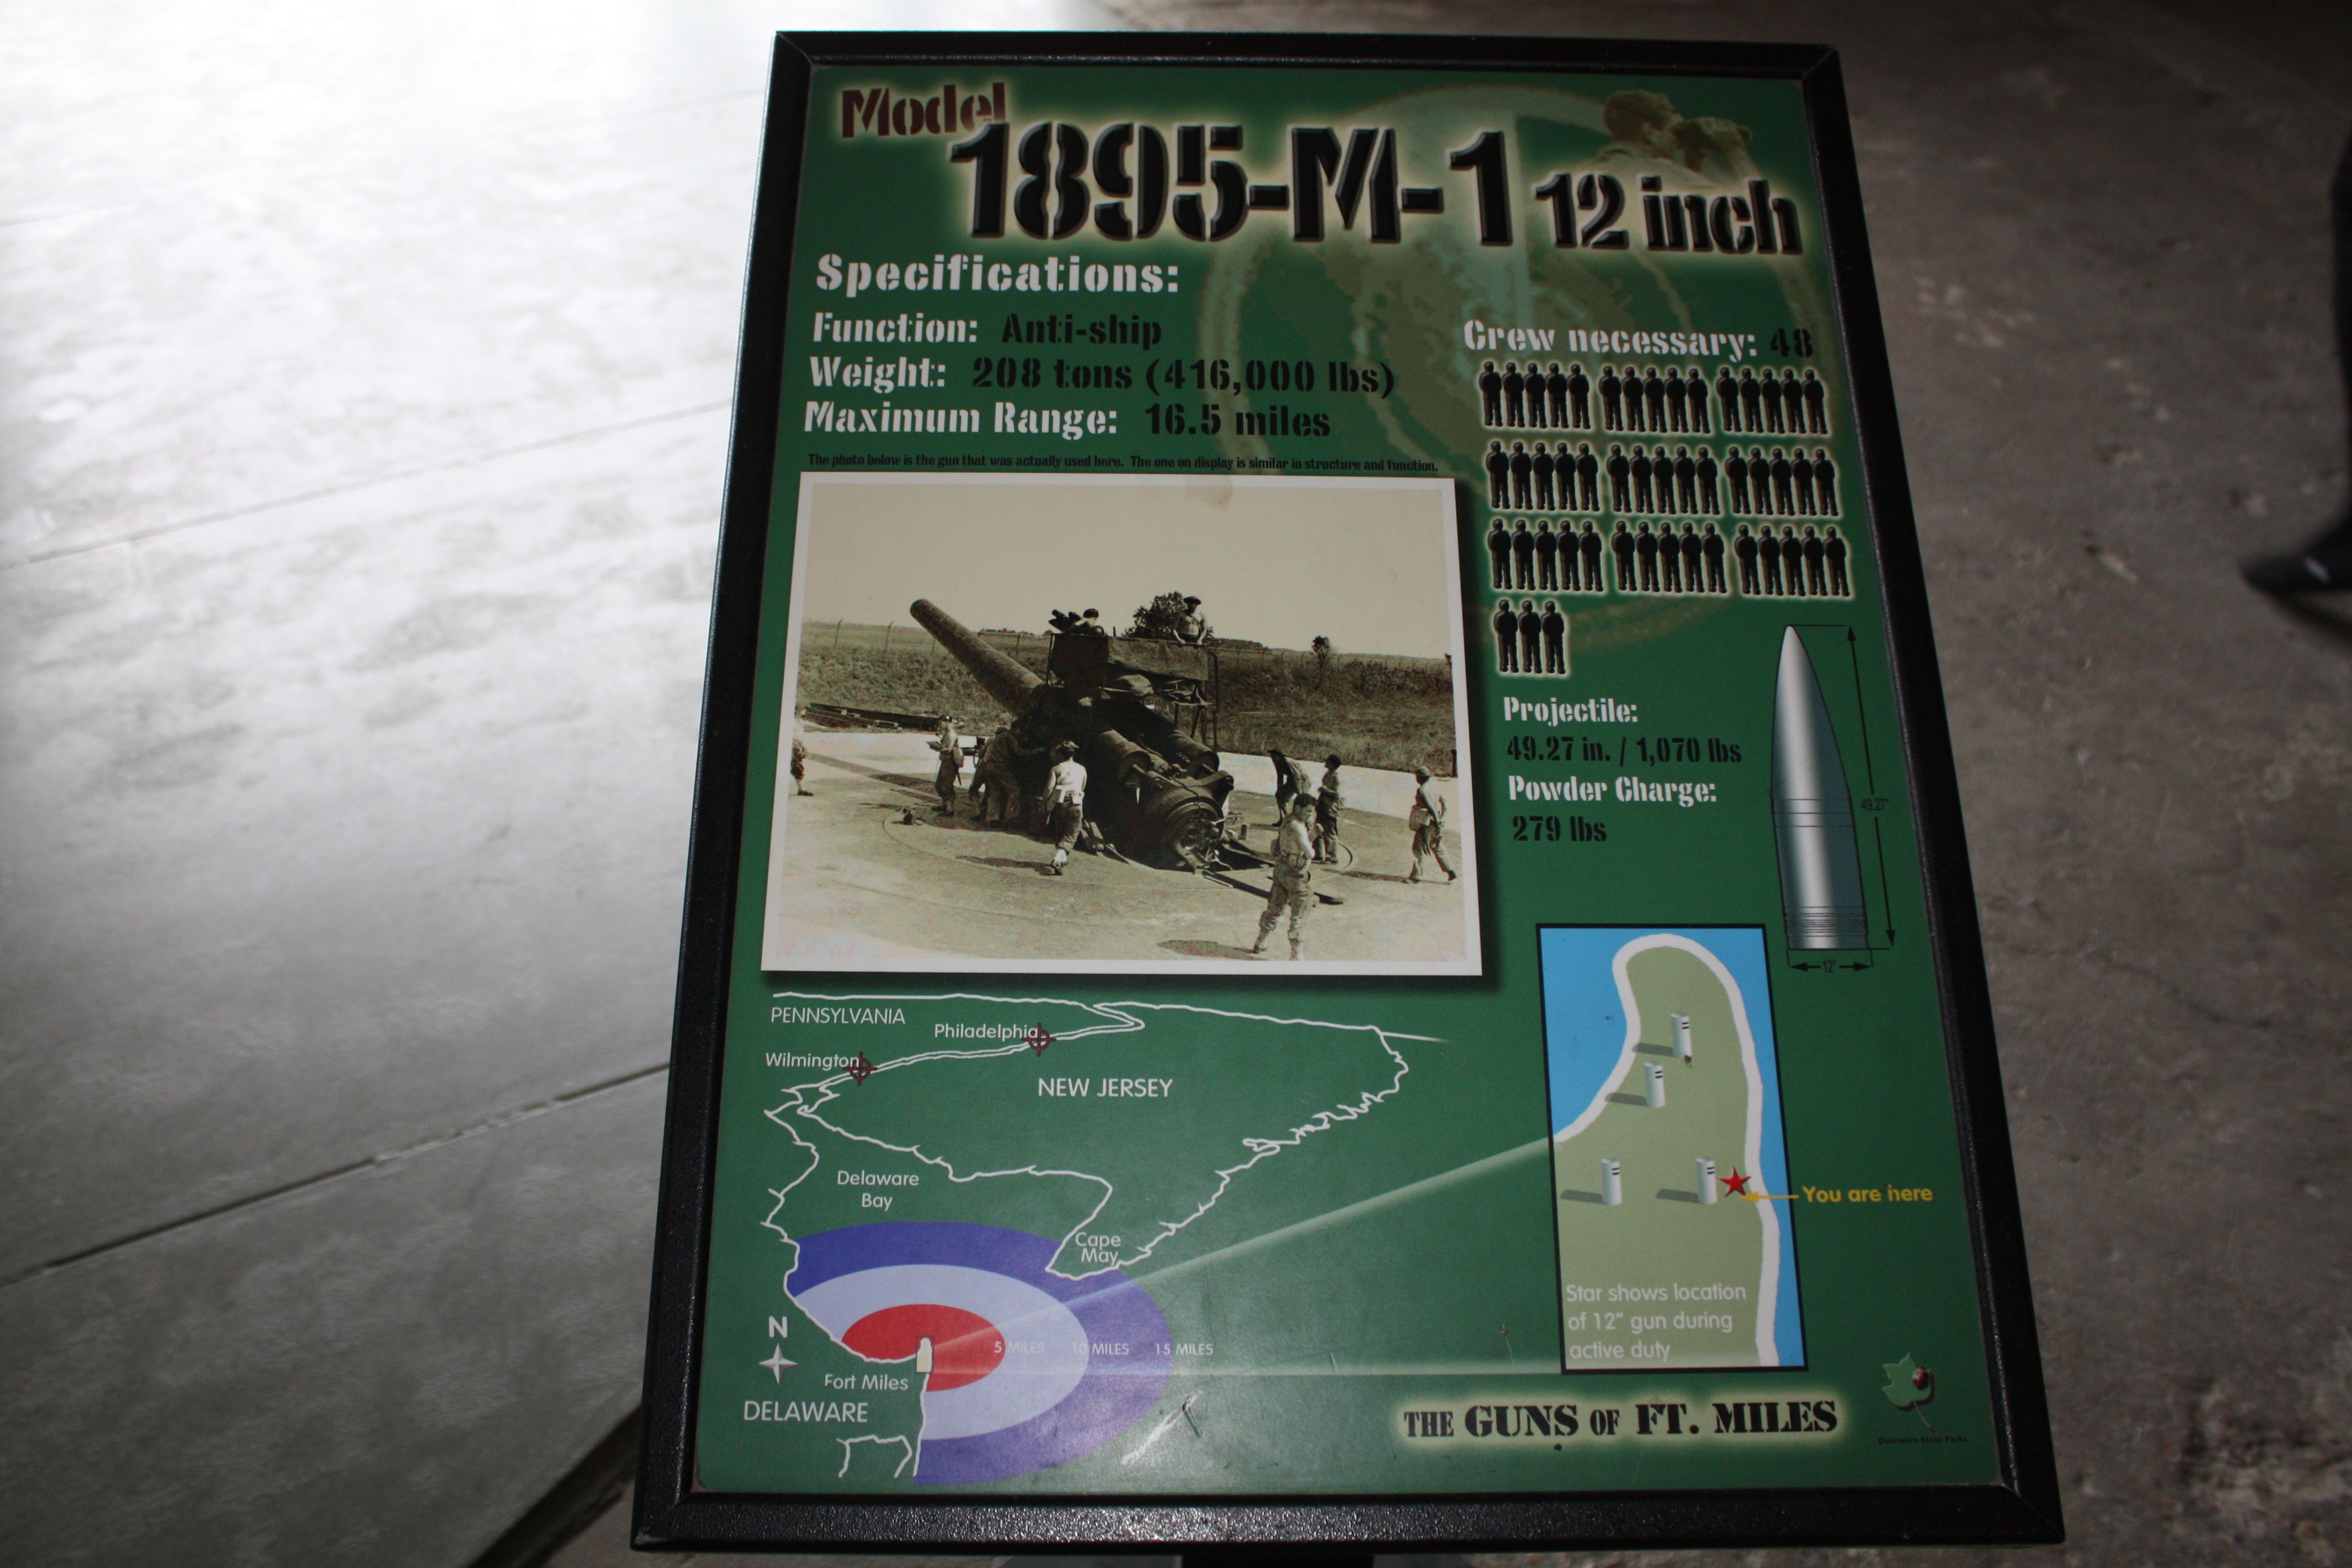 Model
1895-M-1 12 inch
Specifications:
Function: Anti-ship
Weight: 208 tons (416,000 lbs)
Maximum Range: 16.5 miles
The photo below is the gun that was actually used here. The one on display is similar in structure and function.
Crew necessary: 48
Projectile:
49.27 in. / 1,070 lbs
Powder Charge:
279 lbs
49.27"
12"
PENNSYLVANIA
Philadelphia
Wilmington
NEW JERSEY
Delaware
Bay
Cape
May
N
5 MILES 10 MILES 15 MILES
Fort Miles
DELAWARE
You are here
Star shows location
of 12" gun during
active duty
THE GUNS OF FT. MILES
Delaware State Parks